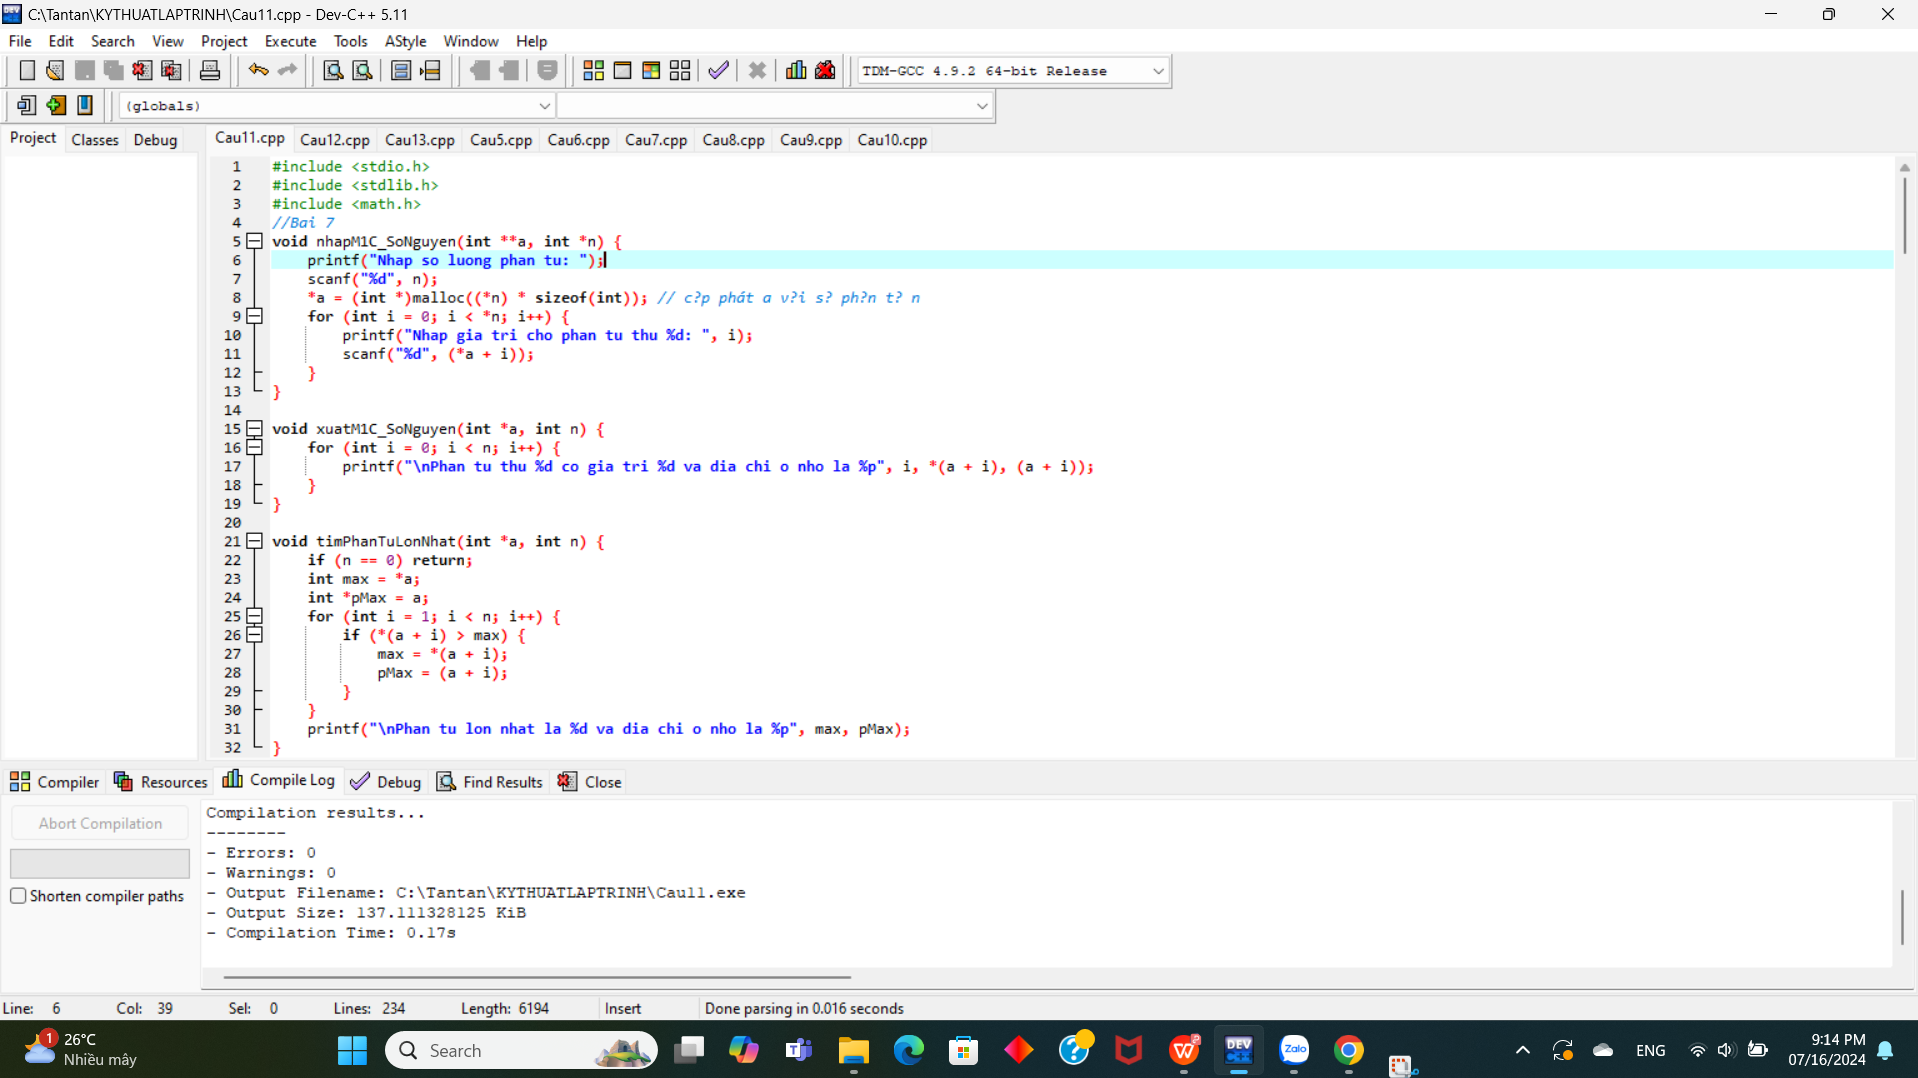 C:\Tantan\KYTHUATLAPTRINH\Cau11.cpp - Dev-C++ 5.11
File Edit Search View Project Execute Tools AStyle Window Help
TDM-GCC 4.9.2 64-bit Release
(globals)
Project Classes Debug
Cau11.cpp Cau12.cpp Cau13.cpp Cau5.cpp Cau6.cpp Cau7.cpp Cau8.cpp Cau9.cpp Cau10.cpp
1 #include <stdio.h>
2 #include <stdlib.h>
3 #include <math.h>
4 //Bai 7
5 void nhapM1C_SoNguyen(int **a, int *n) {
6 printf("Nhap so luong phan tu: ");
7 scanf("%d", n);
8 *a = (int *)malloc((*n) * sizeof(int)); // c?p phát a v?i s? ph?n t? n
9 for (int i = 0; i < *n; i++) {
10 printf("Nhap gia tri cho phan tu thu %d: ", i);
11 scanf("%d", (*a + i));
12 }
13 }
14
15 void xuatM1C_SoNguyen(int *a, int n) {
16 for (int i = 0; i < n; i++) {
17 printf("\nPhan tu thu %d co gia tri %d va dia chi o nho la %p", i, *(a + i), (a + i));
18 }
19 }
20
21 void timPhanTuLonNhat(int *a, int n) {
22 if (n == 0) return;
23 int max = *a;
24 int *pMax = a;
25 for (int i = 1; i < n; i++) {
26 if (*(a + i) > max) {
27 max = *(a + i);
28 pMax = (a + i);
29 }
30 }
31 printf("\nPhan tu lon nhat la %d va dia chi o nho la %p", max, pMax);
32 }
Compiler Resources Compile Log Debug Find Results Close
Abort Compilation
Shorten compiler paths
Compilation results...
--------
- Errors: 0
- Warnings: 0
- Output Filename: C:\Tantan\KYTHUATLAPTRINH\Cau11.exe
- Output Size: 137.111328125 KiB
- Compilation Time: 0.17s
Line: 6 Col: 39 Sel: 0 Lines: 234 Length: 6194 Insert Done parsing in 0.016 seconds
1 26°C
Nhiều mây
Search
DEV
Zalo
ENG
9:14 PM
07/16/2024